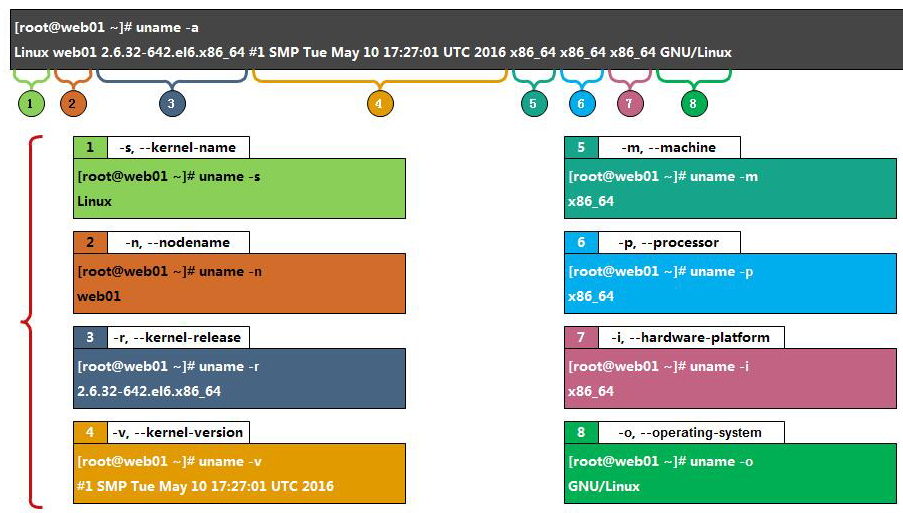 [root@web01 ~]# uname -a
Linux web01 2.6.32-642.el6.x86_64 #1 SMP Tue May 10 17:27:01 UTC 2016 x86_64 x86_64 x86_64 GNU/Linux
1 2 3 4 5 6 7 8
1 -s, --kernel-name
[root@web01 ~]# uname -s
Linux
2 -n, --nodename
[root@web01 ~]# uname -n
web01
3 -r, --kernel-release
[root@web01 ~]# uname -r
2.6.32-642.el6.x86_64
4 -v, --kernel-version
[root@web01 ~]# uname -v
#1 SMP Tue May 10 17:27:01 UTC 2016
5 -m, --machine
[root@web01 ~]# uname -m
x86_64
6 -p, --processor
[root@web01 ~]# uname -p
x86_64
7 -i, --hardware-platform
[root@web01 ~]# uname -i
x86_64
8 -o, --operating-system
[root@web01 ~]# uname -o
GNU/Linux